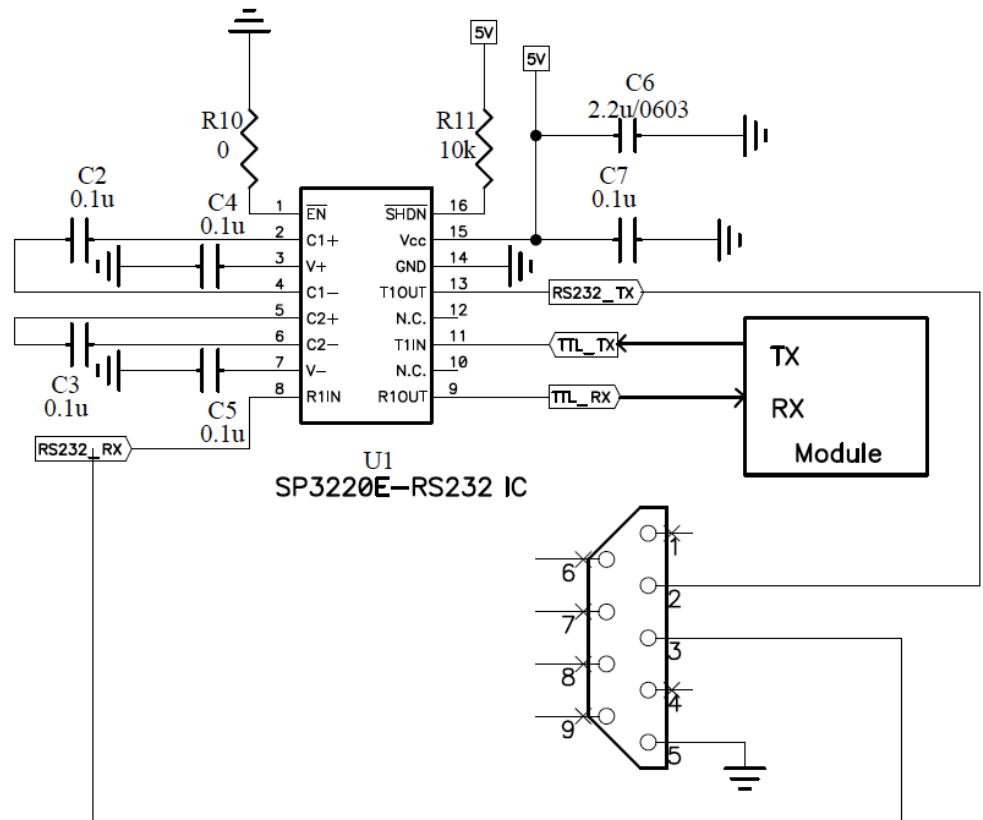 5V
5V
C6
2.2u/0603
R10
0
R11
10k
C2
0.1u
C4
0.1u
C7
0.1u
1 EN SHDN 16
2 C1+ Vcc 15
3 V+ GND 14
4 C1- T1OUT 13 RS232_TX
5 C2+ N.C. 12
6 C2- T1IN 11 TTL_TX
7 V- N.C. 10
8 R1IN R1OUT 9 TTL_RX
TX
RX
Module
C3
0.1u
C5
0.1u
RS232_RX
U1
SP3220E-RS232 IC
1
6
2
7
3
8
4
9
5